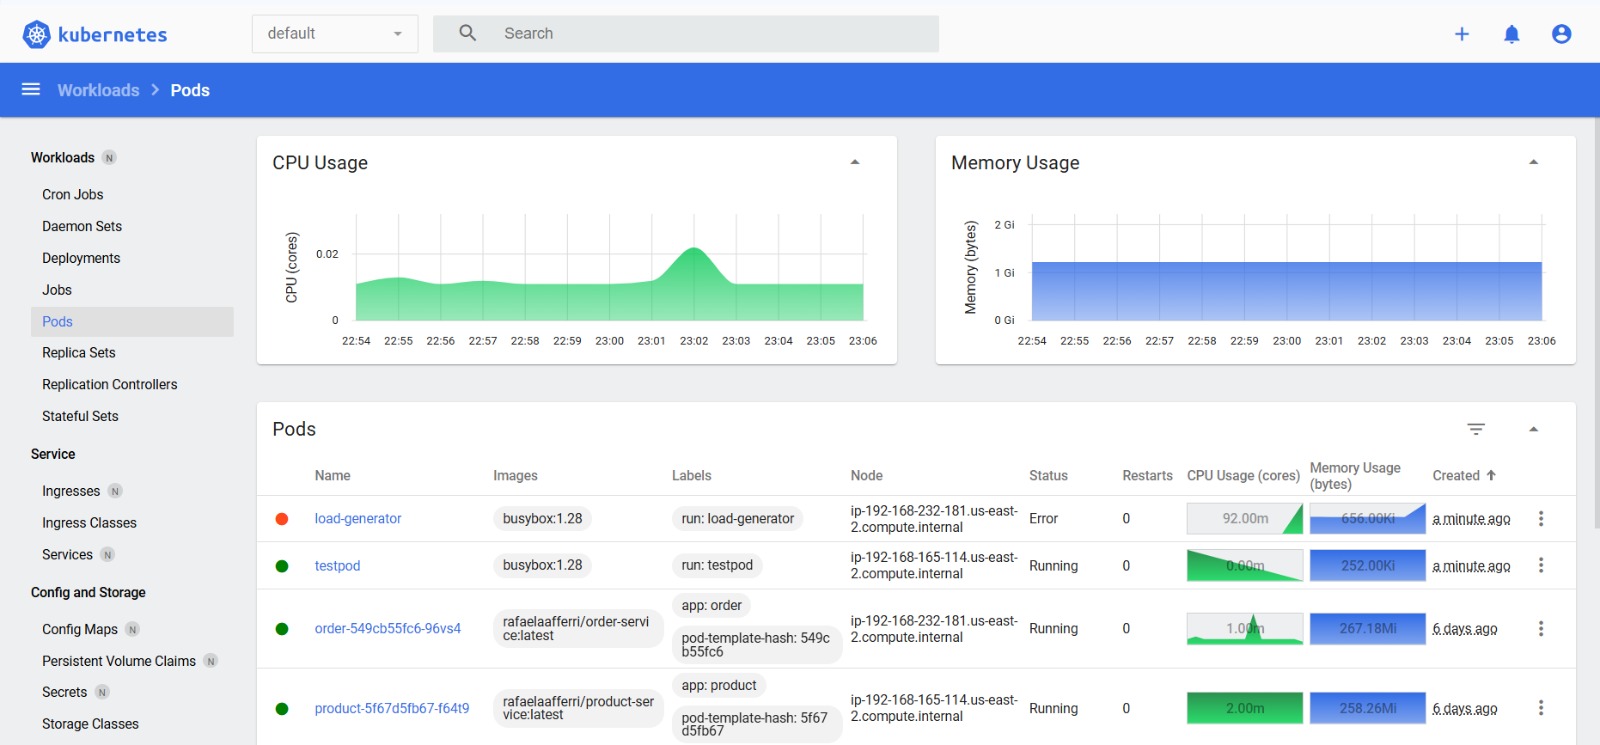 kubernetes
default
Search
Workloads
Pods
Workloads N
Cron Jobs
Daemon Sets
Deployments
Jobs
Pods
Replica Sets
Replication Controllers
Stateful Sets
Service
Ingresses N
Ingress Classes
Services N
Config and Storage
Config Maps N
Persistent Volume Claims N
Secrets N
Storage Classes
CPU Usage
CPU (cores)
0.02
0
22:54 22:55 22:56 22:57 22:58 22:59 23:00 23:01 23:02 23:03 23:04 23:05 23:06
Memory Usage
Memory (bytes)
2 Gi
1 Gi
0 Gi
22:54 22:55 22:56 22:57 22:58 22:59 23:00 23:01 23:02 23:03 23:04 23:05 23:06
Pods
Name
Images
Labels
Node
Status
Restarts
CPU Usage (cores)
Memory Usage
(bytes)
Created
load-generator
busybox:1.28
run: load-generator
ip-192-168-232-181.us-east-
2.compute.internal
Error
0
92.00m
656.00Ki
a minute ago
testpod
busybox:1.28
run: testpod
ip-192-168-165-114.us-east-
2.compute.internal
Running
0
0.00m
252.00Ki
a minute ago
order-549cb55fc6-96vs4
rafaelaafferri/order-servi
ce:latest
app: order
pod-template-hash: 549c
b55fc6
ip-192-168-232-181.us-east-
2.compute.internal
Running
0
1.00m
267.18Mi
6 days ago
product-5f67d5fb67-f64t9
rafaelaafferri/product-ser
vice:latest
app: product
pod-template-hash: 5f67
d5fb67
ip-192-168-165-114.us-east-
2.compute.internal
Running
0
2.00m
258.26Mi
6 days ago